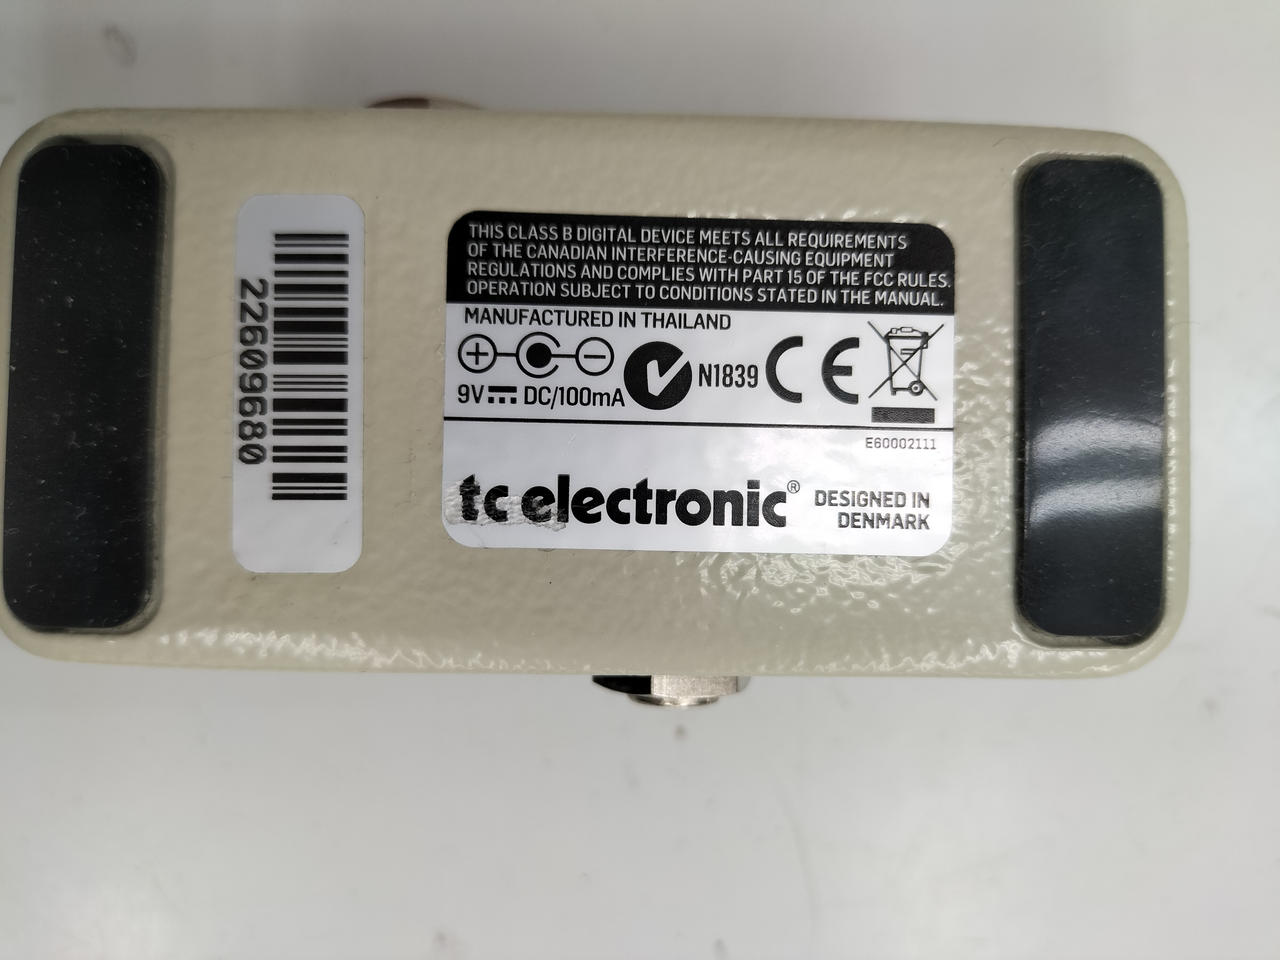 22609680
THIS CLASS B DIGITAL DEVICE MEETS ALL REQUIREMENTS
OF THE CANADIAN INTERFERENCE-CAUSING EQUIPMENT
REGULATIONS AND COMPLIES WITH PART 15 OF THE FCC RULES.
OPERATION SUBJECT TO CONDITIONS STATED IN THE MANUAL.
MANUFACTURED IN THAILAND
9V DC/100mA
N1839
CE
E60002111
tc electronic®
DESIGNED IN
DENMARK